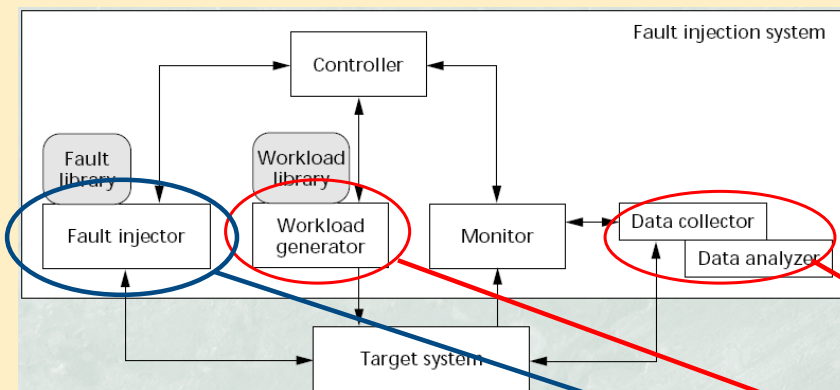 Fault injection system
Controller
Fault
library
Workload
library
Fault injector
Workload
generator
Monitor
Data collector
Data analyzer
Target system